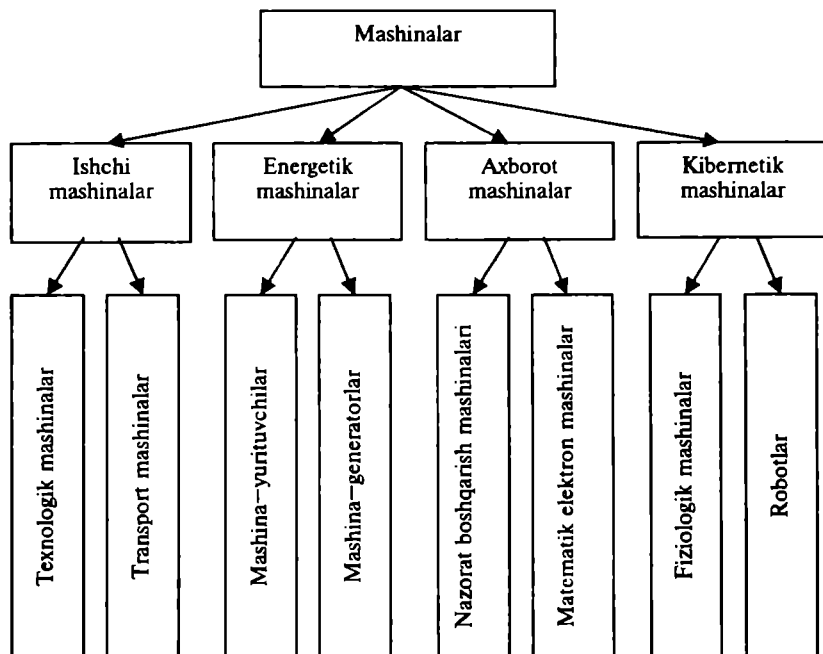 Mashinalar
Ishchi
mashinalar
Energetik
mashinalar
Axborot
mashinalar
Kibernetik
mashinalar
Texnologik mashinalar
Transport mashinalar
Mashina—yurituvchilar
Mashina—generatorlar
Nazorat boshqarish mashinalari
Matematik elektron mashinalar
Fiziologik mashinalar
Robotlar